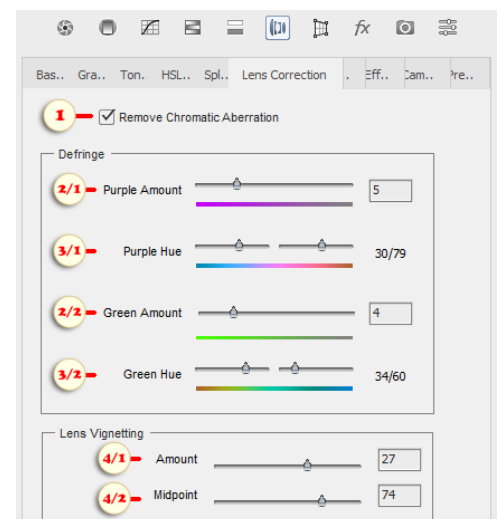 fx
Bas.. Gra.. Ton.. HSL.. Spl.. Lens Correction . Eff.. Cam.. Pre..
1 Remove Chromatic Aberration
Defringe
2/1 Purple Amount 5
3/1 Purple Hue 30/79
2/2 Green Amount 4
3/2 Green Hue 34/60
Lens Vignetting
4/1 Amount 27
4/2 Midpoint 74